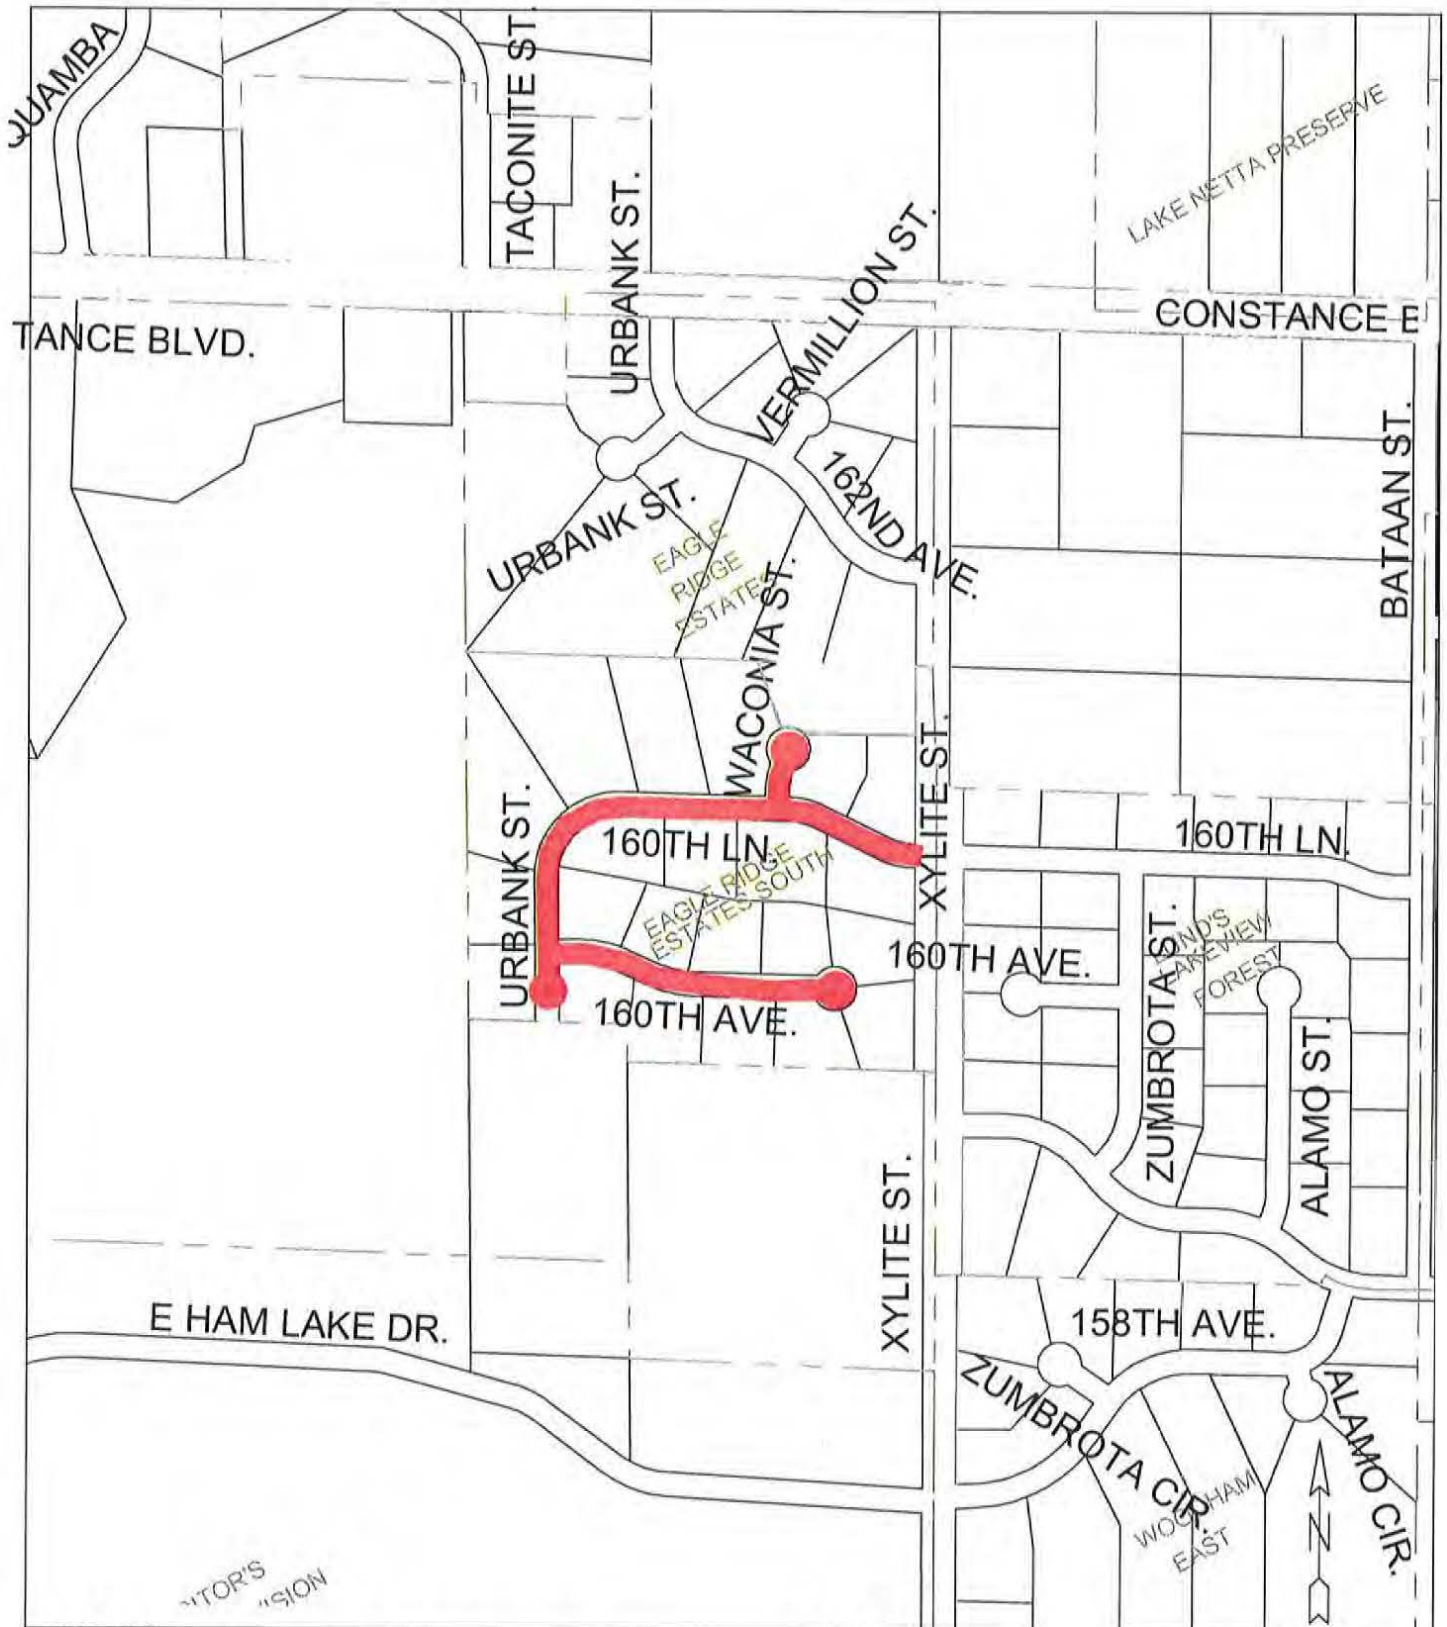 QUAMBA
TACONITE ST.
URBANK ST.
VERMILLION ST.
LAKE NETTA PRESERVE
CONSTANCE B
TANCE BLVD.
BATAAN ST.
162ND AVE.
URBANK ST.
EAGLE
RIDGE
ESTATES
WACONIA ST.
XYLITE ST.
URBANK ST.
160TH LN.
160TH LN.
EAGLE RIDGE
ESTATES SOUTH
160TH AVE.
160TH AVE.
ZUMBROTA ST.
LUND'S
LAKEVIEW
FOREST
ALAMO ST.
XYLITE ST.
E HAM LAKE DR.
158TH AVE.
ZUMBROTA CIR.
ALAMO CIR.
EAST
N